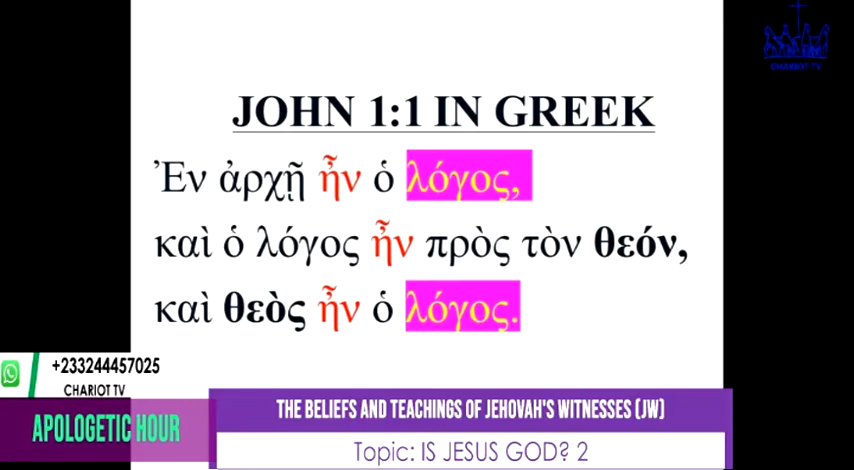 CHARIOT TV
JOHN 1:1 IN GREEK
Ἐν ἀρχῇ ἦν ὁ λόγος,
καὶ ὁ λόγος ἦν πρὸς τὸν θεόν,
καὶ θεὸς ἦν ὁ λόγος.
+233244457025
CHARIOT TV
APOLOGETIC HOUR
THE BELIEFS AND TEACHINGS OF JEHOVAH'S WITNESSES (JW)
Topic: IS JESUS GOD? 2